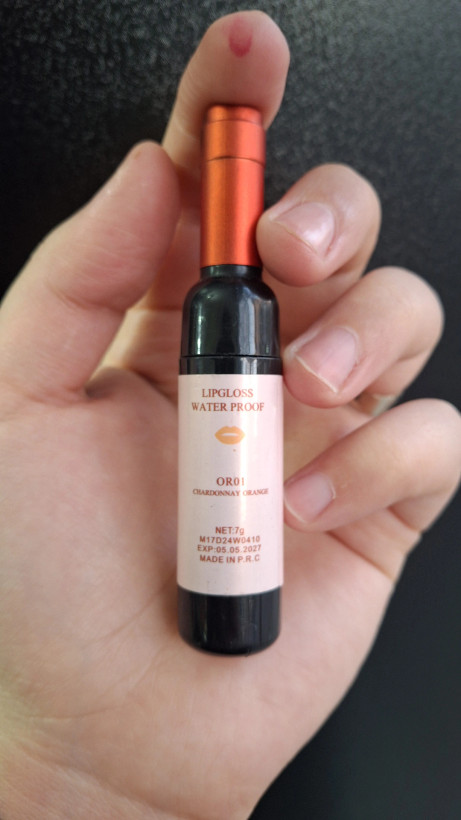 LIPGLOSS
WATER PROOF
OR01
CHARDONNAY ORANGE
NET:7g
M17D24W0410
EXP:05.05.2027
MADE IN P.R.C